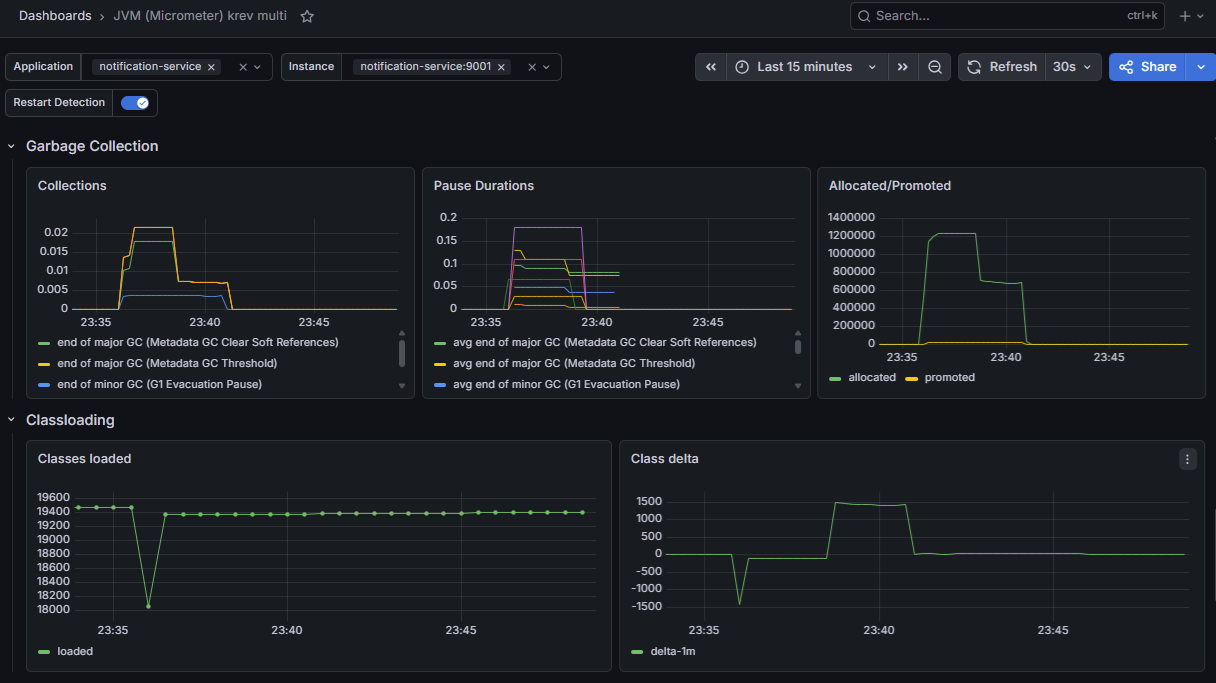 Dashboards › JVM (Micrometer) krev multi
Search... ctrl+k
Application notification-service Instance notification-service:9001 Last 15 minutes Refresh 30s Share
Restart Detection
Garbage Collection
Collections
0.02
0.015
0.01
0.005
0
23:35 23:40 23:45
end of major GC (Metadata GC Clear Soft References)
end of major GC (Metadata GC Threshold)
end of minor GC (G1 Evacuation Pause)
Pause Durations
0.2
0.15
0.1
0.05
0
23:35 23:40 23:45
avg end of major GC (Metadata GC Clear Soft References)
avg end of major GC (Metadata GC Threshold)
avg end of minor GC (G1 Evacuation Pause)
Allocated/Promoted
1400000
1200000
1000000
800000
600000
400000
200000
0
23:35 23:40 23:45
allocated promoted
Classloading
Classes loaded
19600
19400
19200
19000
18800
18600
18400
18200
18000
23:35 23:40 23:45
loaded
Class delta
1500
1000
500
0
-500
-1000
-1500
23:35 23:40 23:45
delta-1m